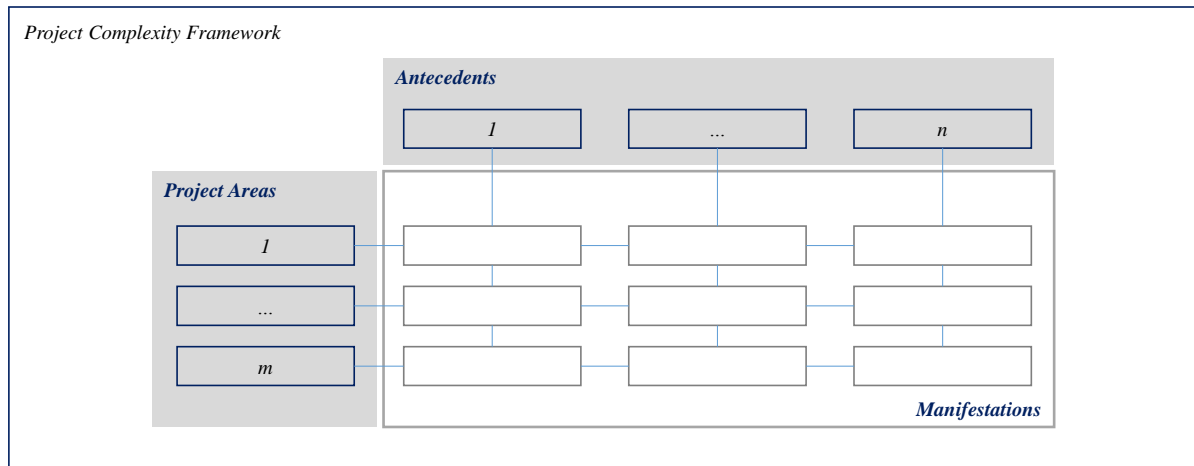 Project Complexity Framework
Antecedents
1
...
n
Project Areas
1
...
m
Manifestations